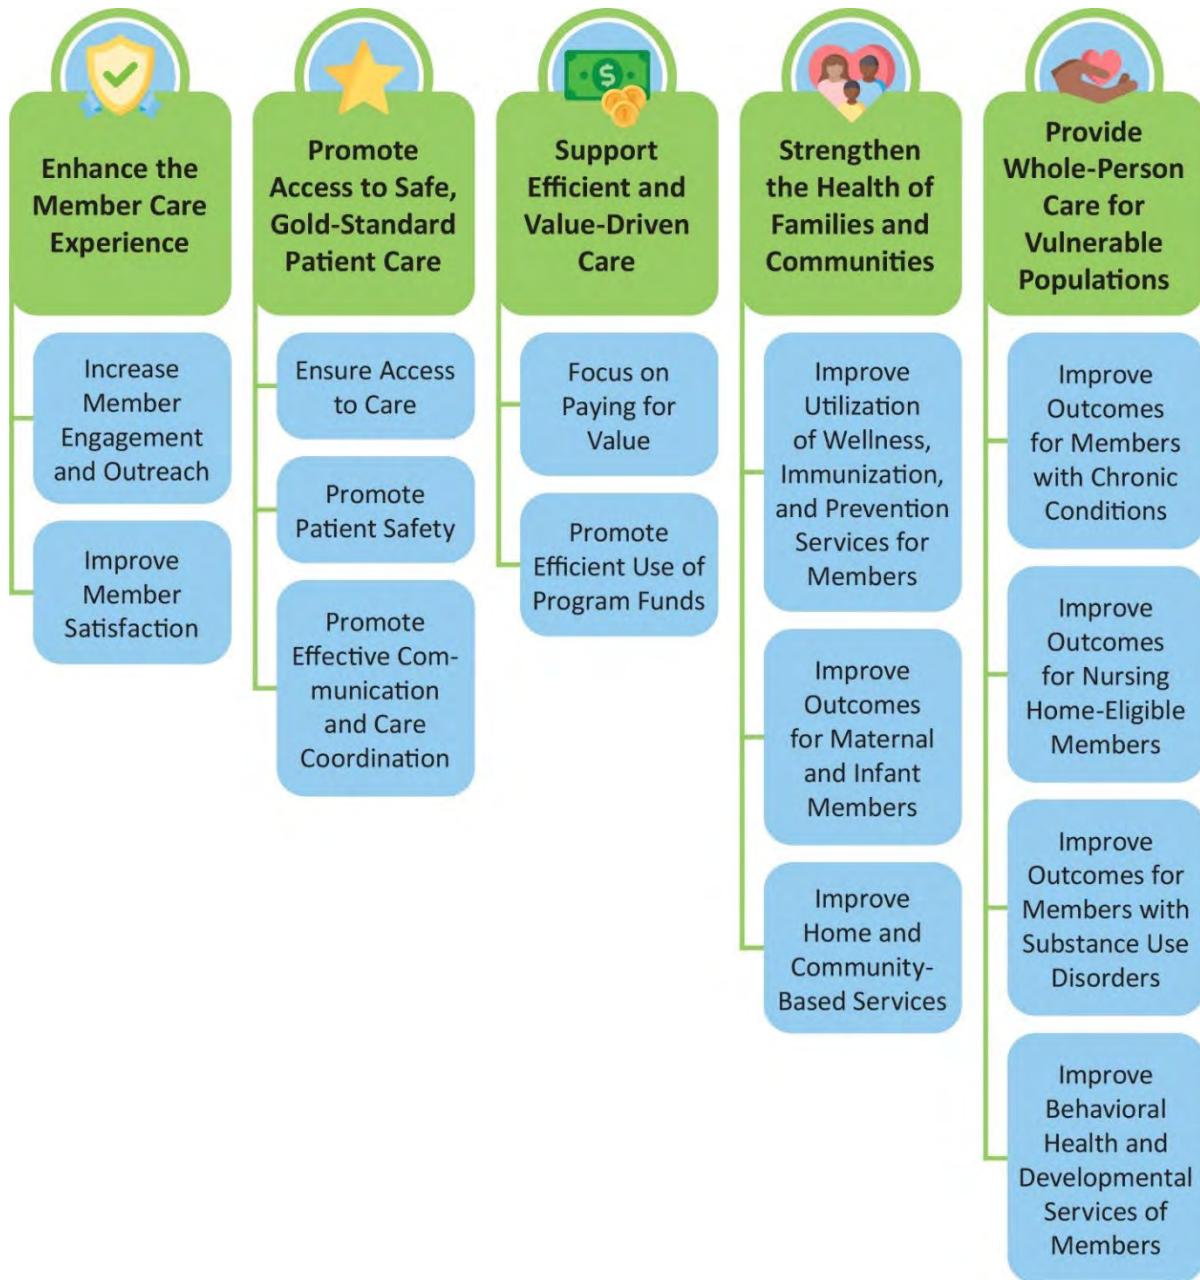 Enhance the
Member Care
Experience
Increase
Member
Engagement
and Outreach
Improve
Member
Satisfaction
Promote
Access to Safe,
Gold-Standard
Patient Care
Ensure Access
to Care
Promote
Patient Safety
Promote
Effective Com-
munication
and Care
Coordination
$
Support
Efficient and
Value-Driven
Care
Focus on
Paying for
Value
Promote
Efficient Use of
Program Funds
Strengthen
the Health of
Families and
Communities
Improve
Utilization
of Wellness,
Immunization,
and Prevention
Services for
Members
Improve
Outcomes
for Maternal
and Infant
Members
Improve
Home and
Community-
Based Services
Provide
Whole-Person
Care for
Vulnerable
Populations
Improve
Outcomes
for Members
with Chronic
Conditions
Improve
Outcomes
for Nursing
Home-Eligible
Members
Improve
Outcomes for
Members with
Substance Use
Disorders
Improve
Behavioral
Health and
Developmental
Services of
Members